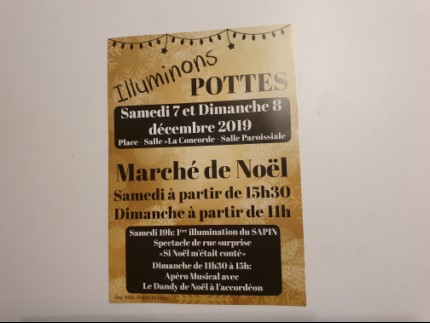 Illuminons
POTTES
Samedi 7 et Dimanche 8
décembre 2019
Place - Salle «La Concorde - Salle Paroissiale
Marché de Noël
Samedi à partir de 15h30
Dimanche à partir de 11h
Samedi 19h: 1ère illumination du SAPIN
Spectacle de rue surprise
«Si Noël m'était conté»
Dimanche de 11h30 à 15h:
Apéro Musical avec
Le Dandy de Noël à l'accordéon